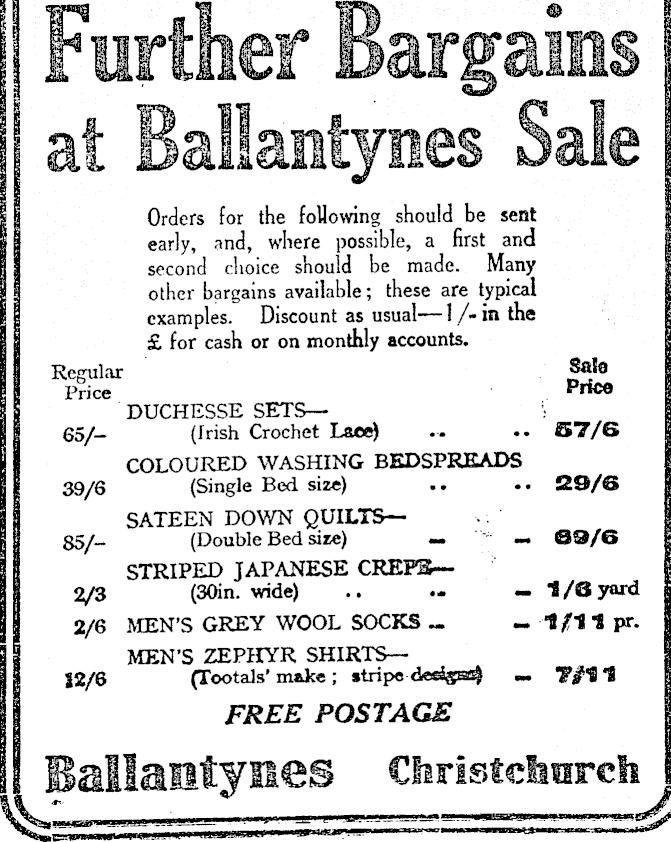 Further Bargains
at Ballantynes Sale
Orders for the following should be sent
early, and, where possible, a first and
second choice should be made. Many
other bargains available; these are typical
examples. Discount as usual—1/- in the
£ for cash or on monthly accounts.
Regular Price Sale Price
DUCHESSE SETS—
65/- (Irish Crochet Lace) .. .. 57/6
COLOURED WASHING BEDSPREADS
39/6 (Single Bed size) .. .. 29/6
SATEEN DOWN QUILTS—
85/- (Double Bed size) — — 69/6
STRIPED JAPANESE CREPE—
2/3 (30in. wide) .. .. — 1/6 yard
2/6 MEN'S GREY WOOL SOCKS .. — 1/11 pr.
MEN'S ZEPHYR SHIRTS—
12/6 (Tootals' make; stripe designs) — 7/11
FREE POSTAGE
Ballantynes Christchurch